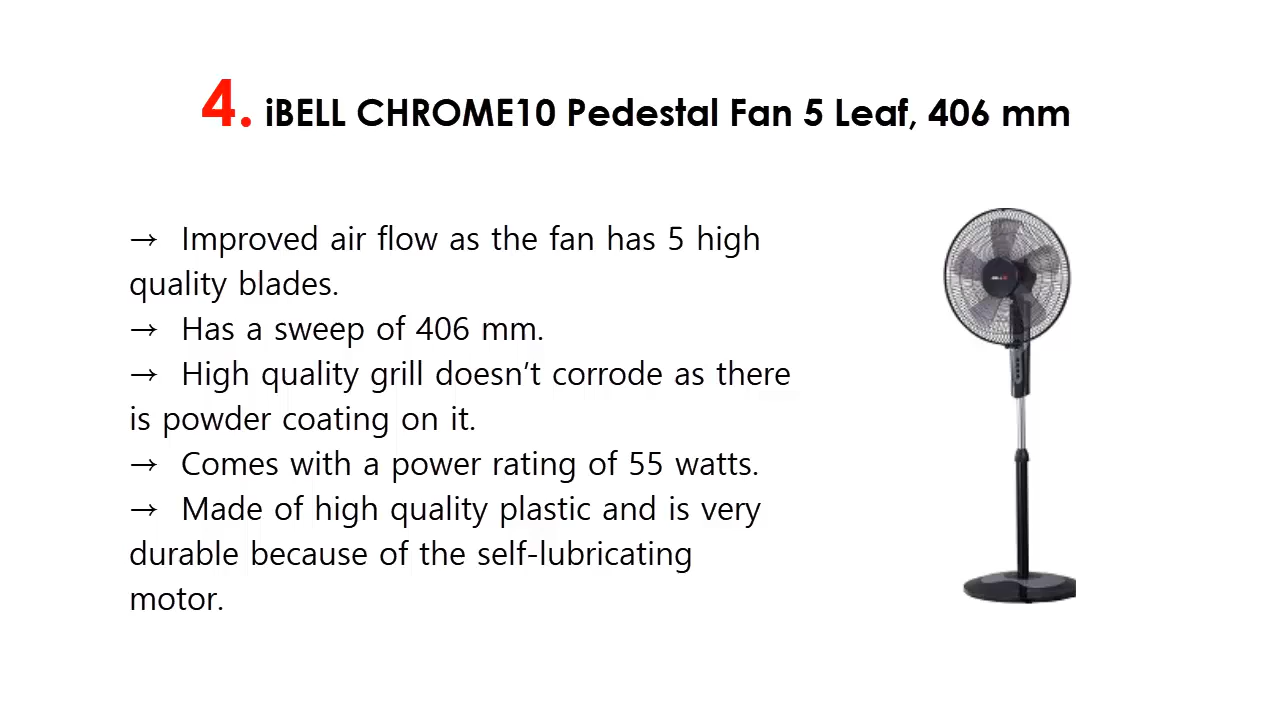 4. iBELL CHROME10 Pedestal Fan 5 Leaf, 406 mm
→ Improved air flow as the fan has 5 high
quality blades.
→ Has a sweep of 406 mm.
→ High quality grill doesn’t corrode as there
is powder coating on it.
→ Comes with a power rating of 55 watts.
→ Made of high quality plastic and is very
durable because of the self-lubricating
motor.
iBELL